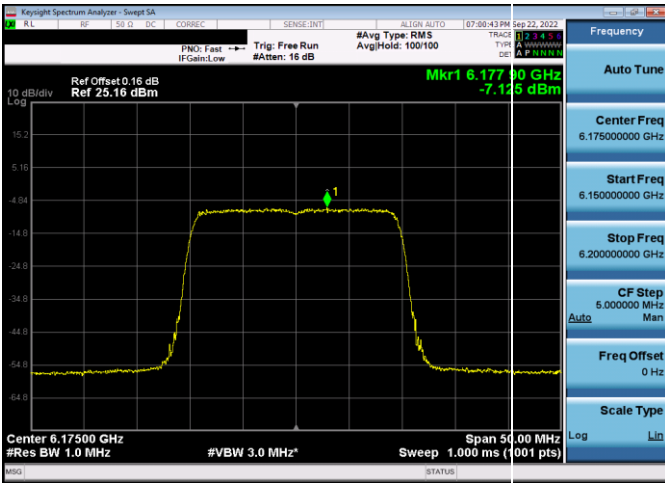 Keysight Spectrum Analyzer - Swept SA
RL RF 50 Ω DC CORREC SENSE:INT ALIGN AUTO 07:00:43 PM Sep 22, 2022
#Avg Type: RMS TRACE 1 2 3 4 5 6
PNO: Fast Trig: Free Run Avg|Hold: 100/100 TYPE A WWWWW
IFGain:Low #Atten: 16 dB DET A P N N N N
Mkr1 6.177 90 GHz
Ref Offset 0.16 dB
10 dB/div Ref 25.16 dBm -7.125 dBm
Log
1
15.2
5.16
-4.84
-14.8
-24.8
-34.8
-44.8
-54.8
-64.8
Center 6.17500 GHz Span 50.00 MHz
#Res BW 1.0 MHz #VBW 3.0 MHz* Sweep 1.000 ms (1001 pts)
MSG STATUS
Frequency
Auto Tune
Center Freq
6.175000000 GHz
Start Freq
6.150000000 GHz
Stop Freq
6.200000000 GHz
CF Step
5.000000 MHz
Auto Man
Freq Offset
0 Hz
Scale Type
Log Lin